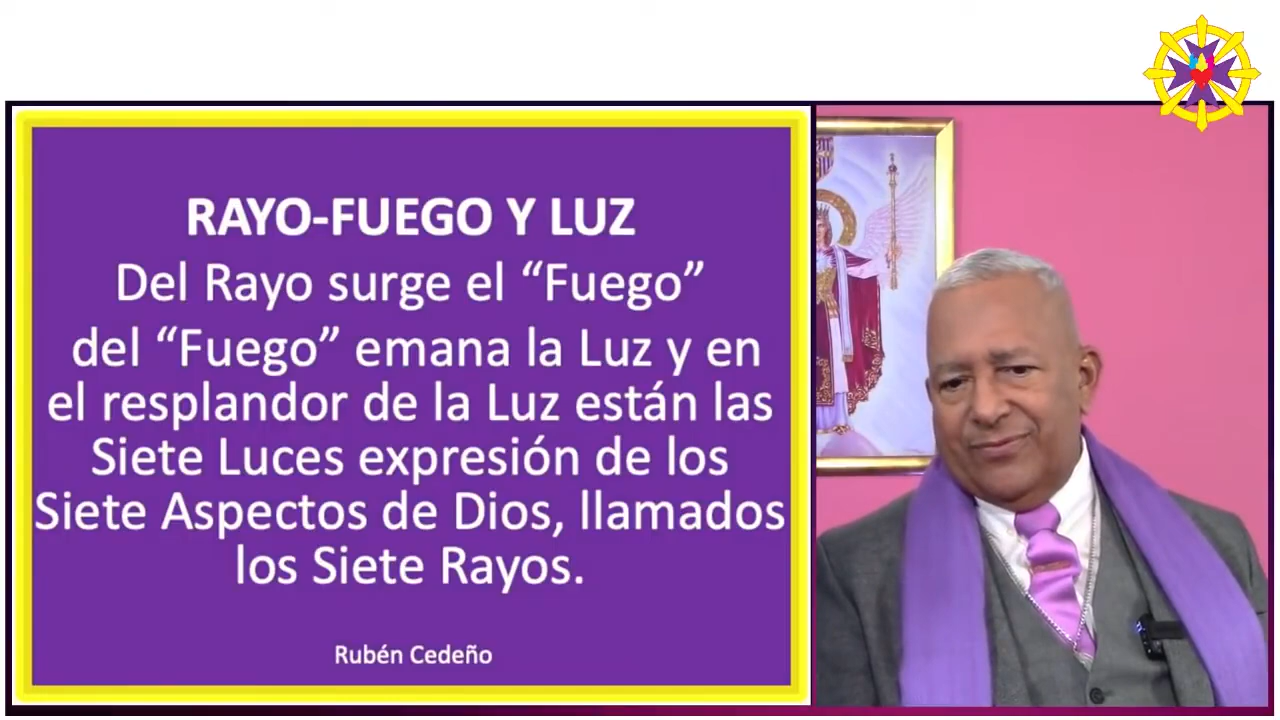 RAYO-FUEGO Y LUZ
Del Rayo surge el “Fuego”
del “Fuego” emana la Luz y en
el resplandor de la Luz están las
Siete Luces expresión de los
Siete Aspectos de Dios, llamados
los Siete Rayos.
Rubén Cedeño